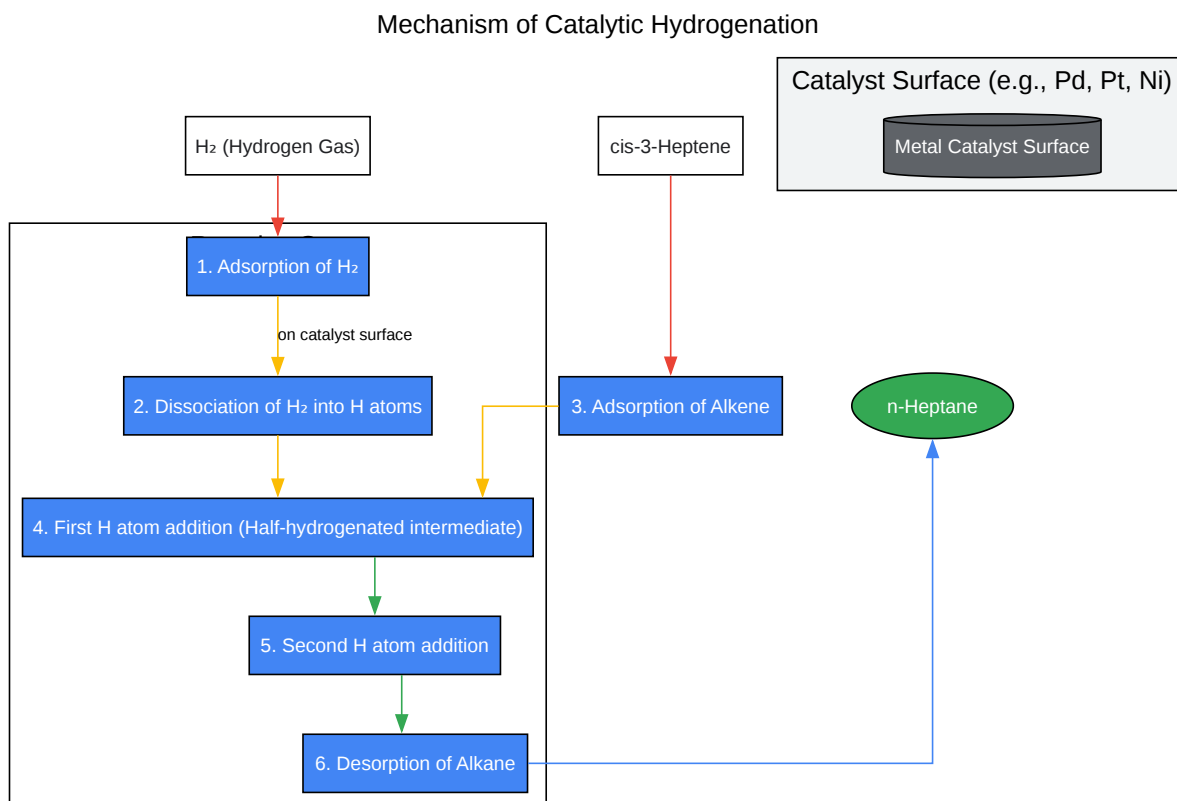 Mechanism of Catalytic Hydrogenation
Catalyst Surface (e.g., Pd, Pt, Ni)
Metal Catalyst Surface
H₂ (Hydrogen Gas)
cis-3-Heptene
1. Adsorption of H₂
on catalyst surface
2. Dissociation of H₂ into H atoms
3. Adsorption of Alkene
n-Heptane
4. First H atom addition (Half-hydrogenated intermediate)
5. Second H atom addition
6. Desorption of Alkane